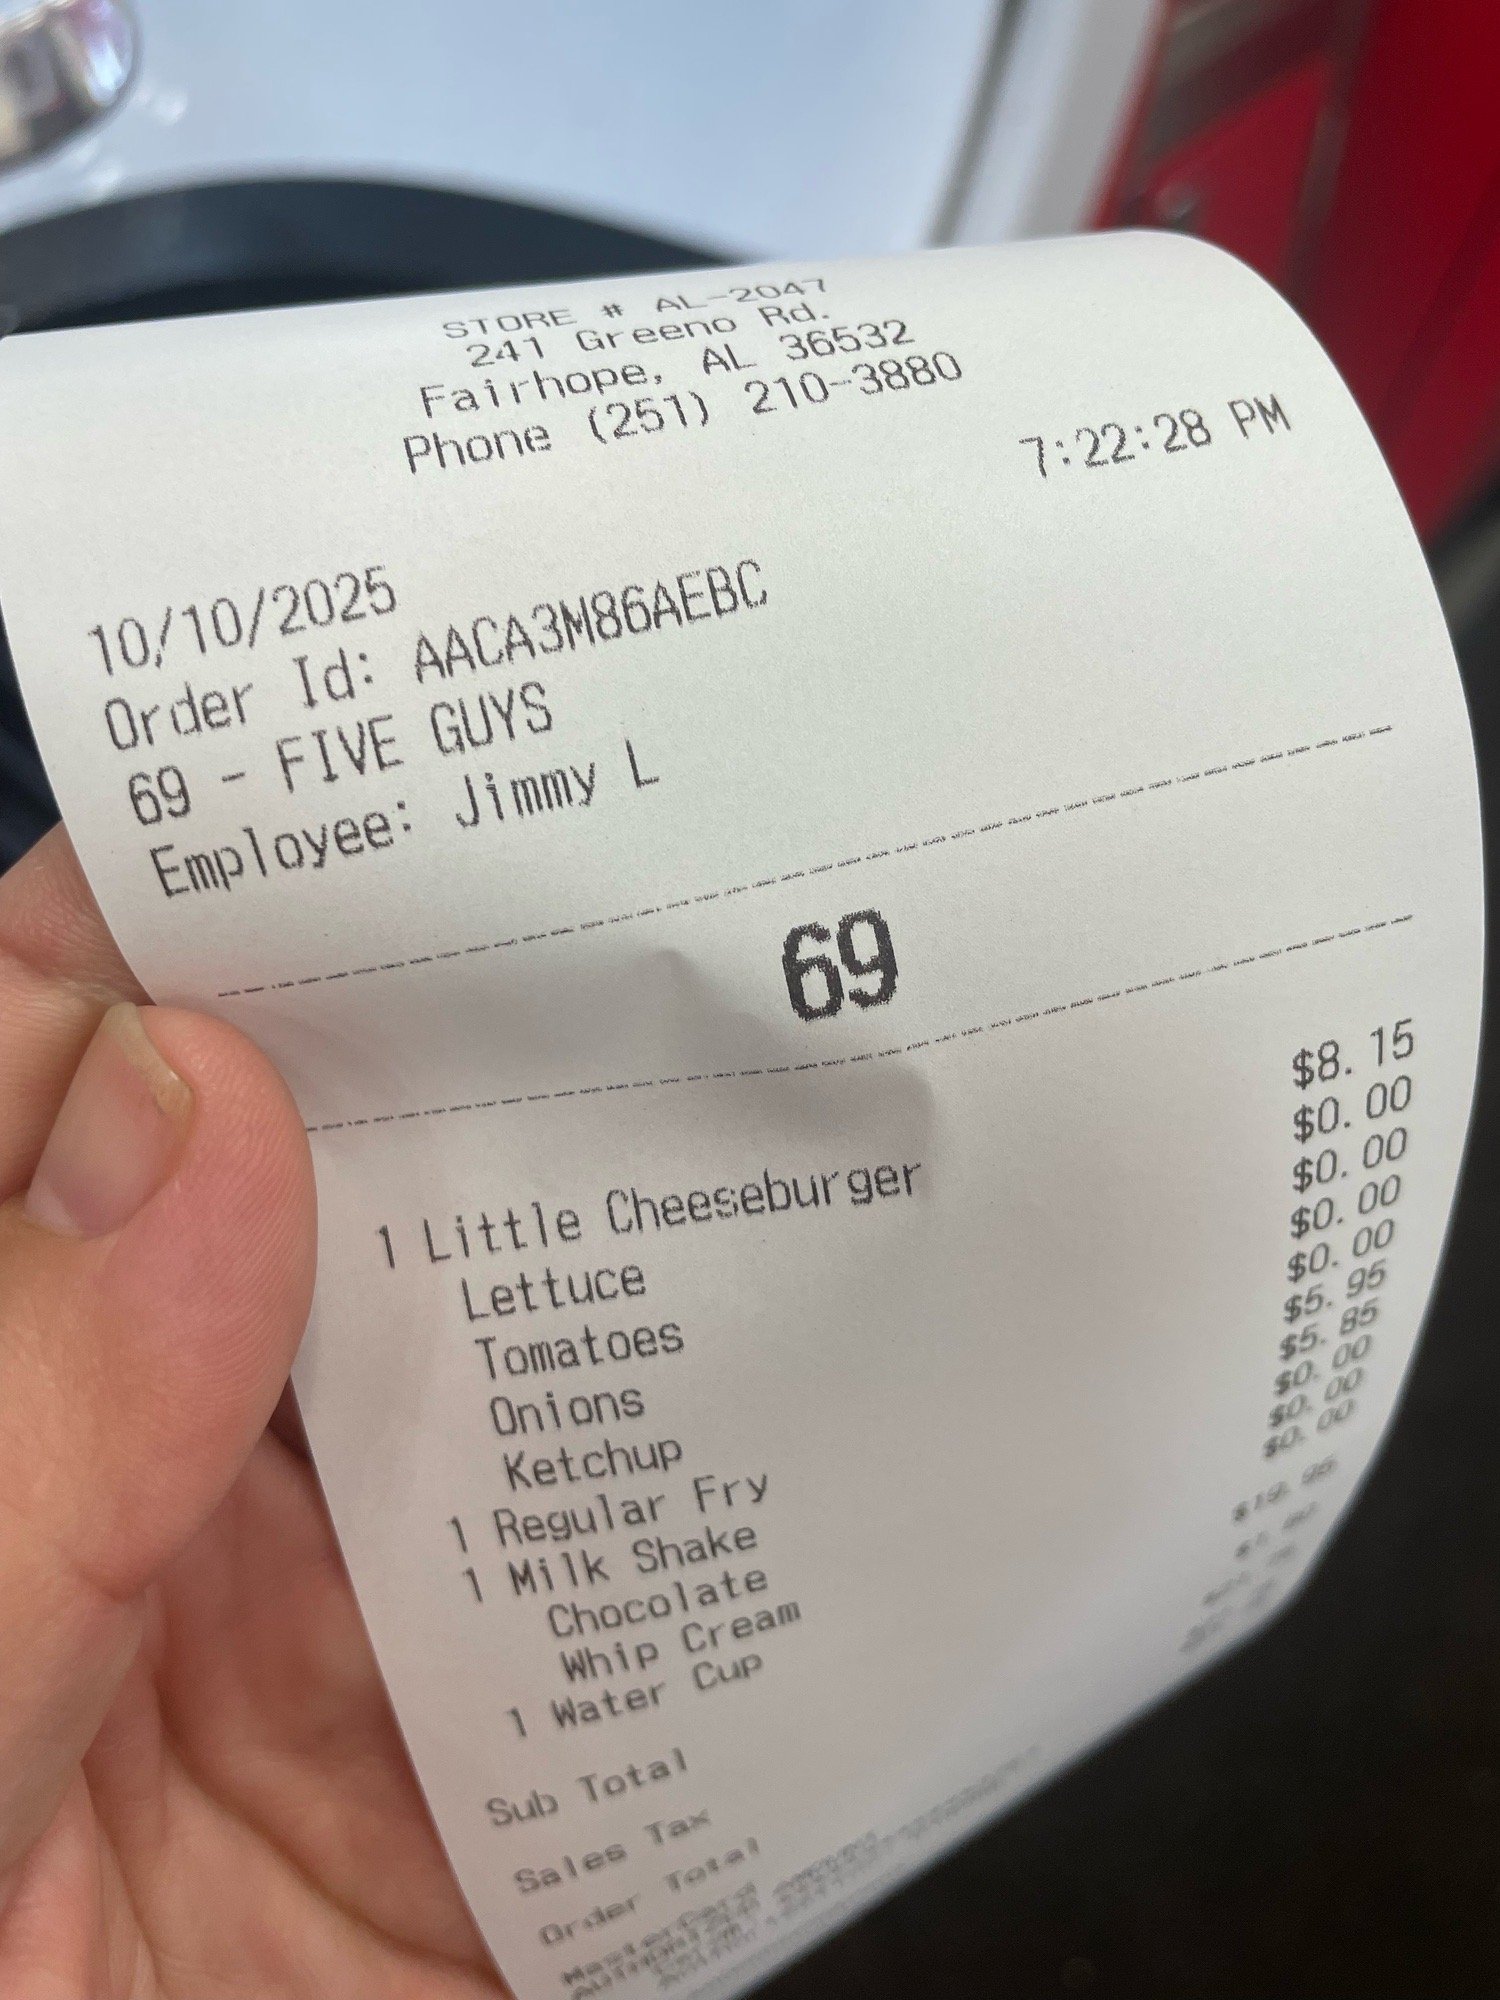 STORE # AL-2047
241 Greeno Rd.
Fairhope, AL 36532
Phone (251) 210-3880
7:22:28 PM
10/10/2025
Order Id: AACA3M86AEBC
69 - FIVE GUYS
Employee: Jimmy L
69
1 Little Cheeseburger $8.15
Lettuce $0.00
Tomatoes $0.00
Onions $0.00
Ketchup $0.00
1 Regular Fry $5.95
1 Milk Shake $5.85
Chocolate $0.00
Whip Cream $0.00
1 Water Cup $0.00
Sub Total $19.95
Sales Tax
Order Total